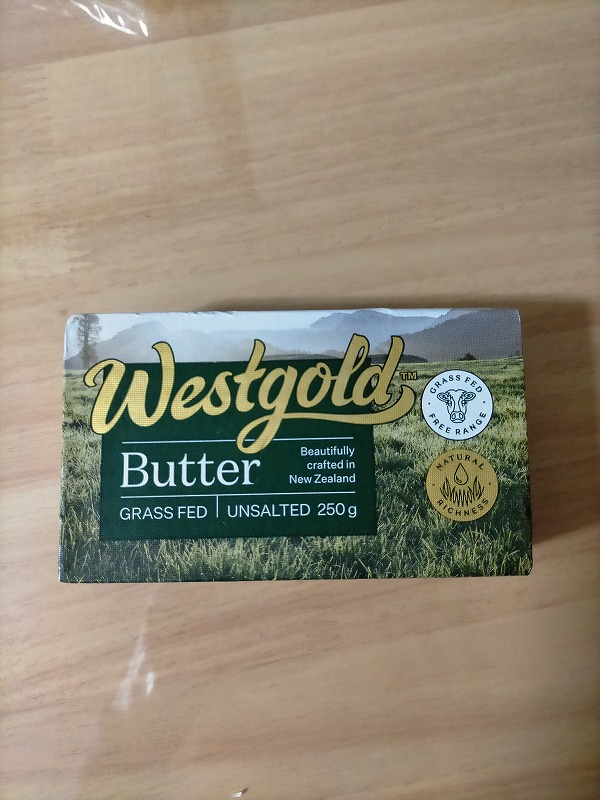 Westgold™
Butter
Beautifully
crafted in
New Zealand
GRASS FED | UNSALTED 250g
GRASS FED
FREE RANGE
NATURAL
RICHNESS